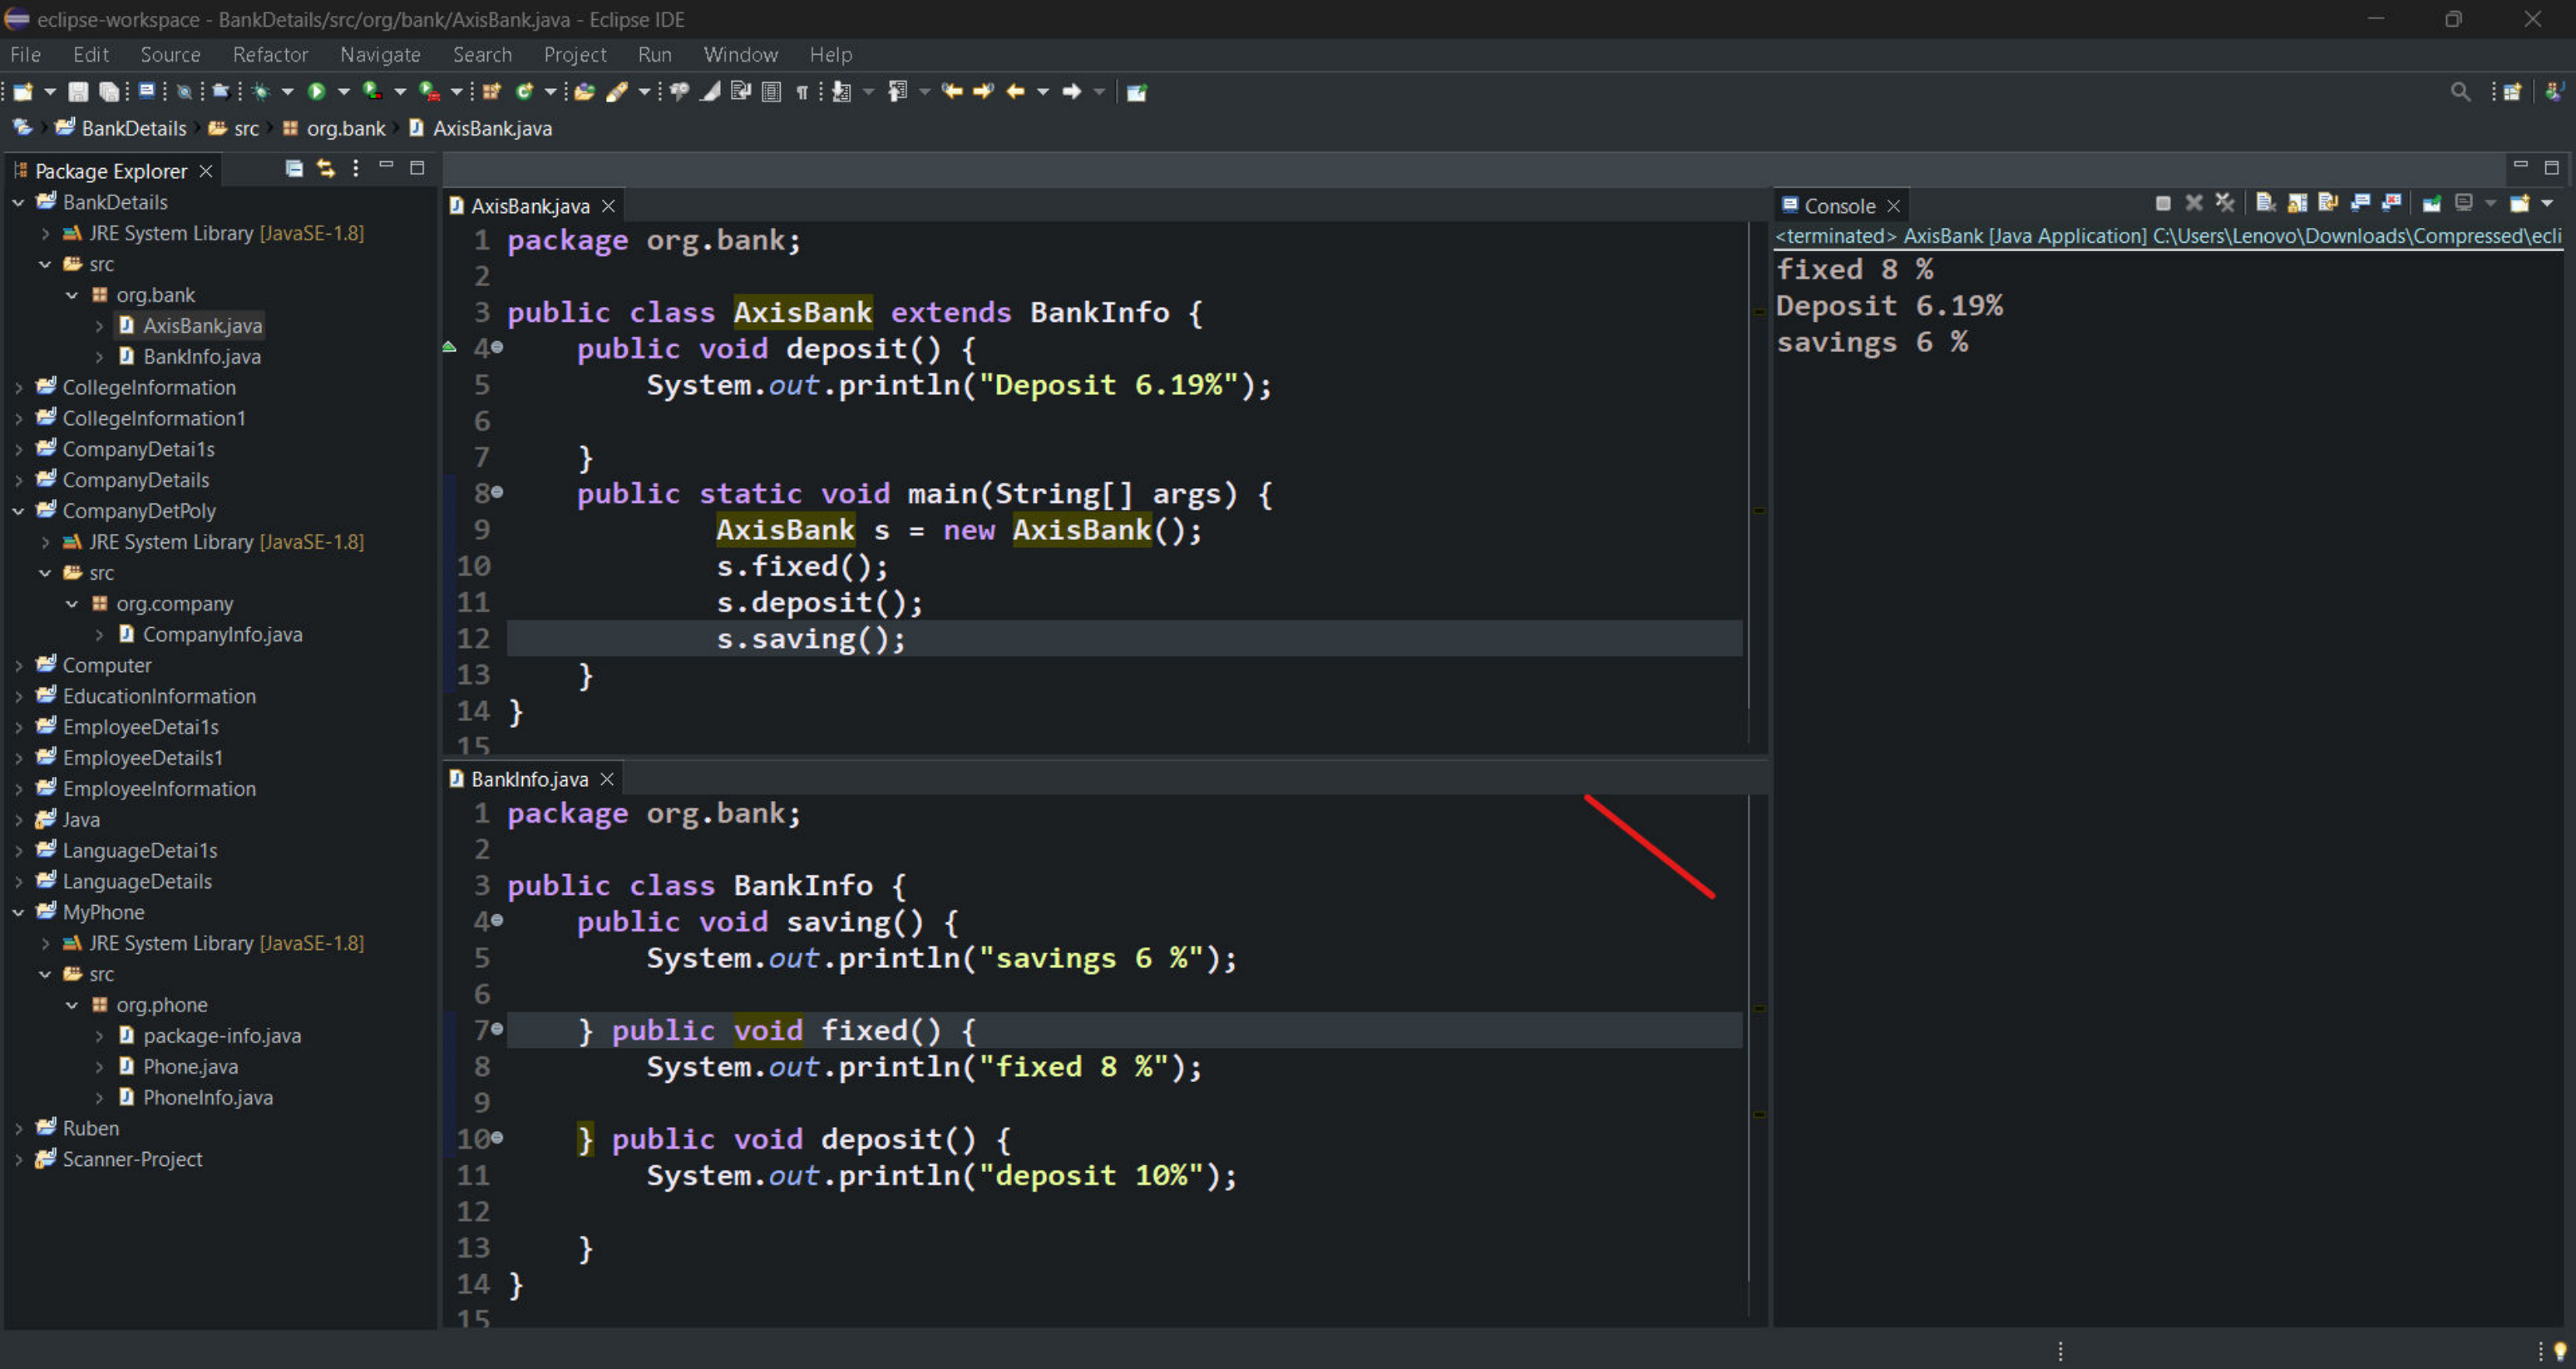 eclipse-workspace - BankDetails/src/org/bank/AxisBank.java - Eclipse IDE
File Edit Source Refactor Navigate Search Project Run Window Help
BankDetails src org.bank AxisBank.java
Package Explorer
BankDetails
JRE System Library [JavaSE-1.8]
src
org.bank
AxisBank.java
BankInfo.java
CollegeInformation
CollegeInformation1
CompanyDetai1s
CompanyDetails
CompanyDetPoly
JRE System Library [JavaSE-1.8]
src
org.company
CompanyInfo.java
Computer
EducationInformation
EmployeeDetai1s
EmployeeDetails1
EmployeeInformation
Java
LanguageDetai1s
LanguageDetails
MyPhone
JRE System Library [JavaSE-1.8]
src
org.phone
package-info.java
Phone.java
PhoneInfo.java
Ruben
Scanner-Project
AxisBank.java
1 package org.bank;
2
3 public class AxisBank extends BankInfo {
4 public void deposit() {
5 System.out.println("Deposit 6.19%");
6
7 }
8 public static void main(String[] args) {
9 AxisBank s = new AxisBank();
10 s.fixed();
11 s.deposit();
12 s.saving();
13 }
14 }
15
BankInfo.java
1 package org.bank;
2
3 public class BankInfo {
4 public void saving() {
5 System.out.println("savings 6 %");
6
7 } public void fixed() {
8 System.out.println("fixed 8 %");
9
10 } public void deposit() {
11 System.out.println("deposit 10%");
12
13 }
14 }
15
Console
<terminated> AxisBank [Java Application] C:\Users\Lenovo\Downloads\Compressed\ecli
fixed 8 %
Deposit 6.19%
savings 6 %